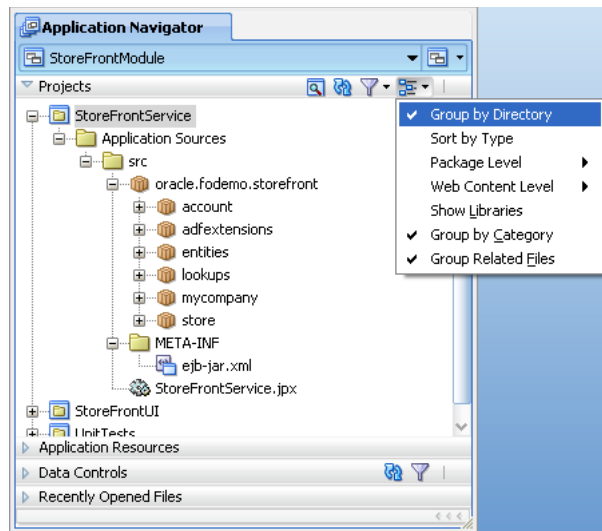 Application Navigator
StoreFrontModule
Projects
StoreFrontService
Application Sources
src
oracle.fodemo.storefront
account
adfextensions
entities
lookups
mycompany
store
META-INF
ejb-jar.xml
StoreFrontService.jpx
StoreFrontUI
UnitTests
Application Resources
Data Controls
Recently Opened Files
Group by Directory
Sort by Type
Package Level
Web Content Level
Show Libraries
Group by Category
Group Related Files